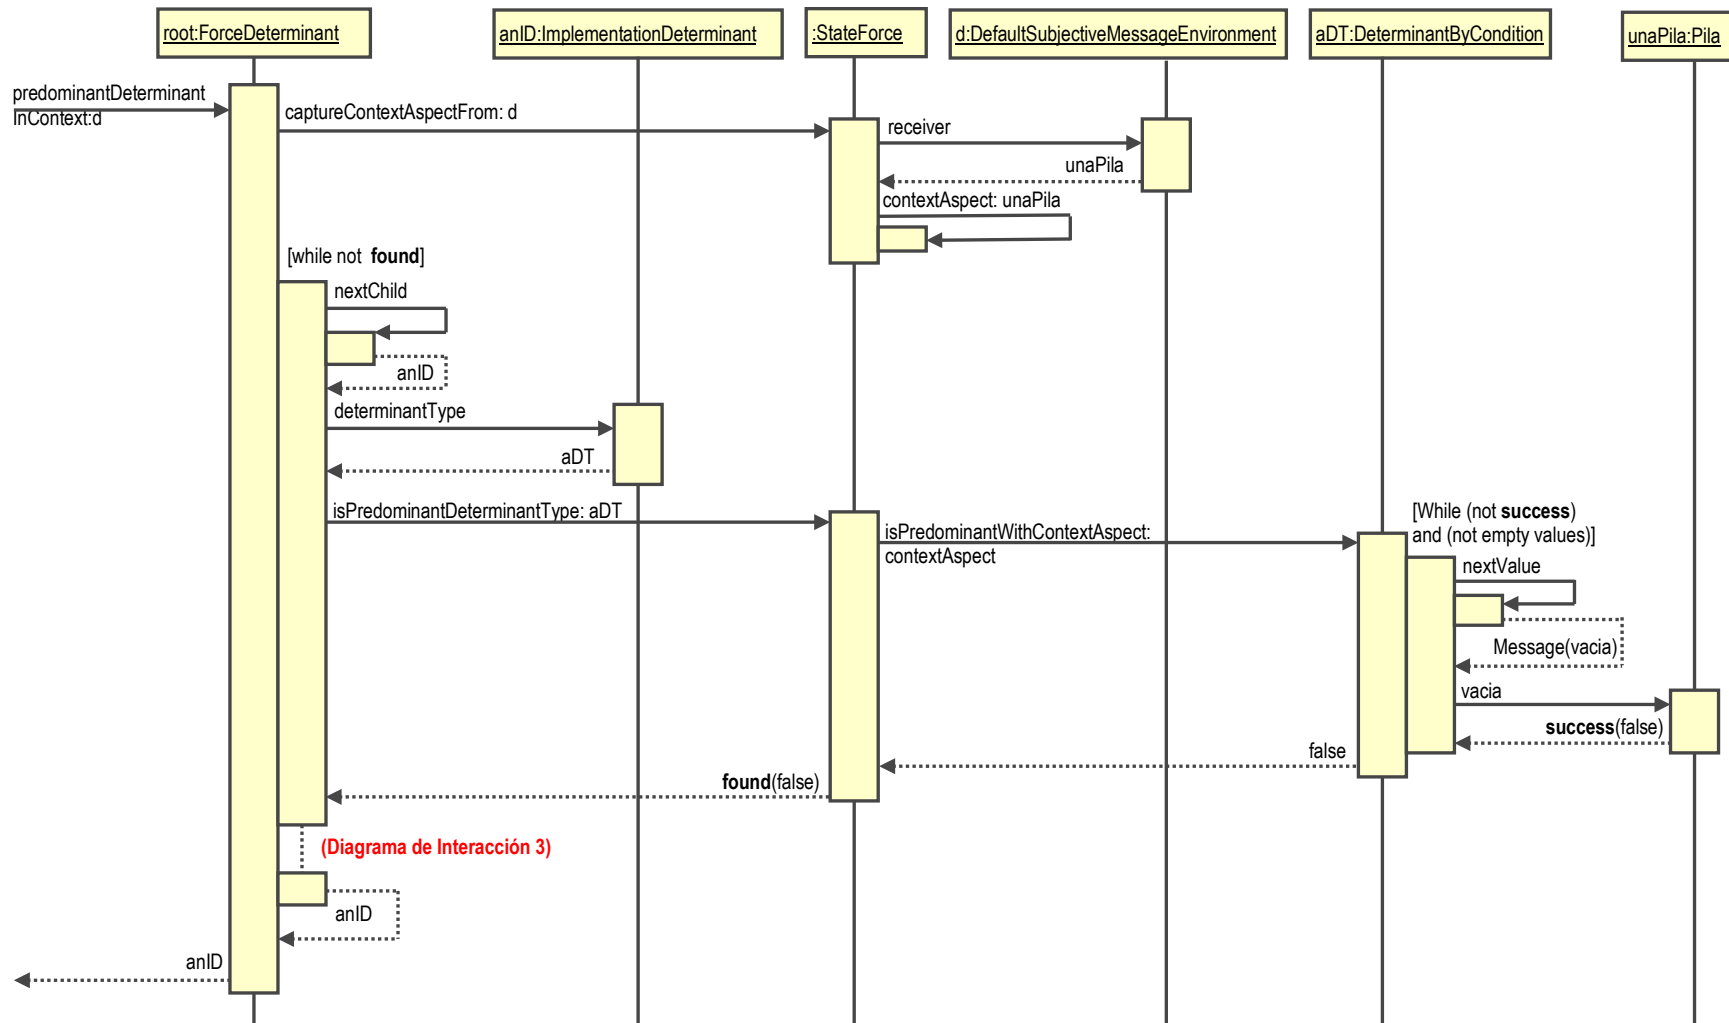 root:ForceDeterminant
anID:ImplementationDeterminant
:StateForce
d:DefaultSubjectiveMessageEnvironment
aDT:DeterminantByCondition
unaPila:Pila
predominantDeterminant
InContext:d
captureContextAspectFrom: d
receiver
unaPila
contextAspect: unaPila
[while not found]
nextChild
anID
determinantType
aDT
isPredominantDeterminantType: aDT
isPredominantWithContextAspect:
contextAspect
[While (not success)
and (not empty values)]
nextValue
Message(vacia)
vacia
success(false)
false
found(false)
(Diagrama de Interacción 3)
anID
anID